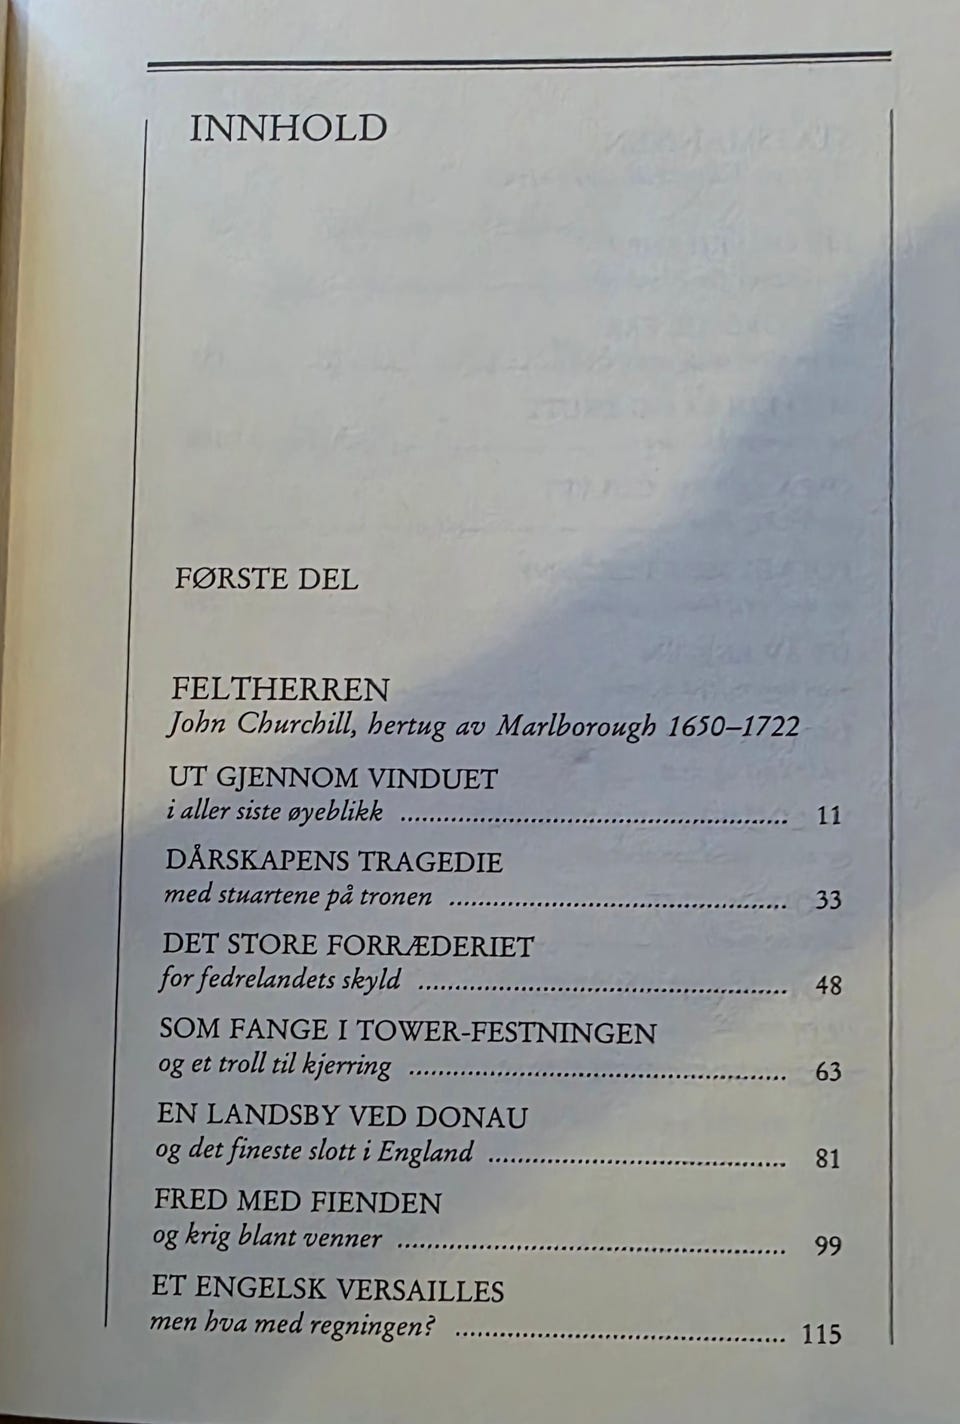 INNHOLD
FØRSTE DEL
FELTHERREN
John Churchill, hertug av Marlborough 1650–1722
UT GJENNOM VINDUET
i aller siste øyeblikk ........................................................ 11
DÅRSKAPENS TRAGEDIE
med stuartene på tronen ................................................. 33
DET STORE FORRÆDERIET
for fedrelandets skyld ..................................................... 48
SOM FANGE I TOWER-FESTNINGEN
og et troll til kjerring ...................................................... 63
EN LANDSBY VED DONAU
og det fineste slott i England ........................................... 81
FRED MED FIENDEN
og krig blant venner ........................................................ 99
ET ENGELSK VERSAILLES
men hva med regningen? ................................................ 115